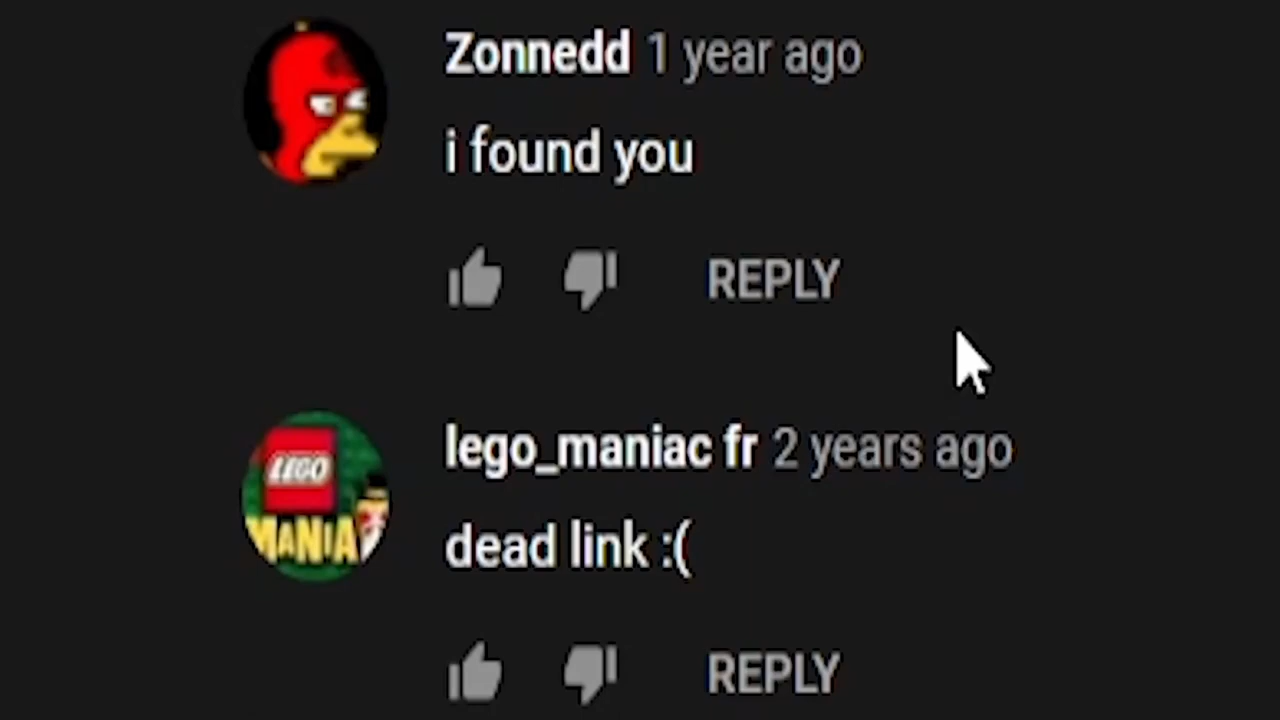 Zonnedd 1 year ago
i found you
REPLY
lego_maniac fr 2 years ago
LEGO
MANIA
dead link :(
REPLY